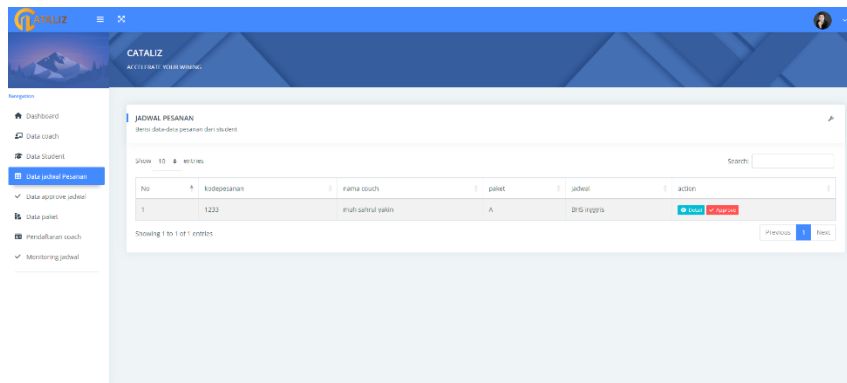 CATALIZ
CATALIZ
ACCELERATE YOUR WINING
Navigation
Dashboard
Data coach
Data Student
Data jadwal Pesanan
Data approve jadwal
Data paket
Pendaftaran coach
Monitoring jadwal
JADWAL PESANAN
Berisi data-data pesanan dari student
Show 10 entries
Search:
No kodepesanan nama couch paket jadwal action
1 1233 muh sahrul yakin A BHS inggris Detail Approve
Showing 1 to 1 of 1 entries
Previous 1 Next